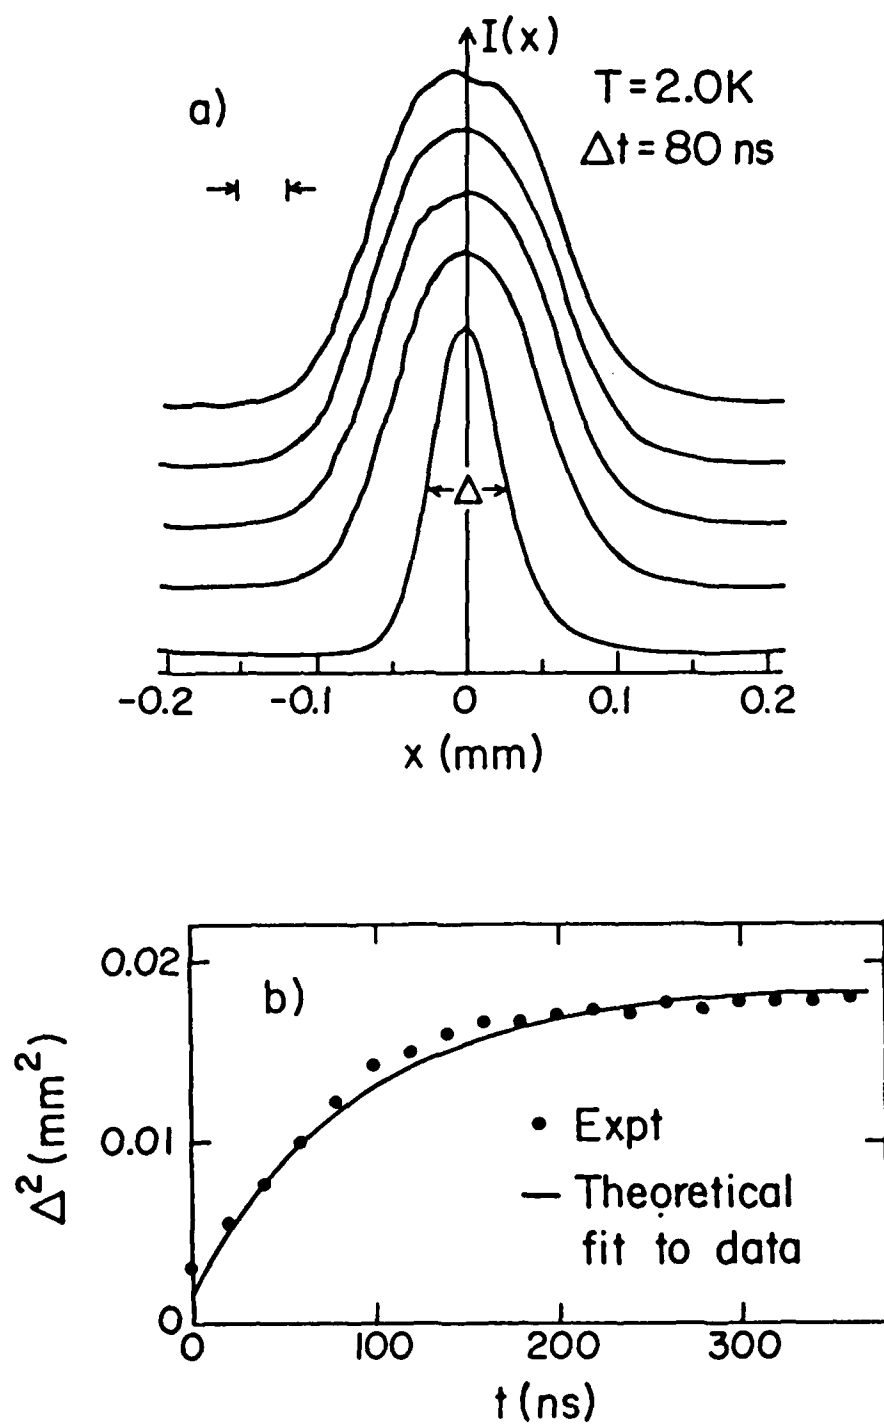 I(x)
a)
T = 2.0K
Δt = 80 ns
Δ
-0.2 -0.1 0 0.1 0.2
x (mm)
0.02
b)
0.01
Δ² (mm²)
• Expt
— Theoretical
fit to data
0
0 100 200 300
t (ns)